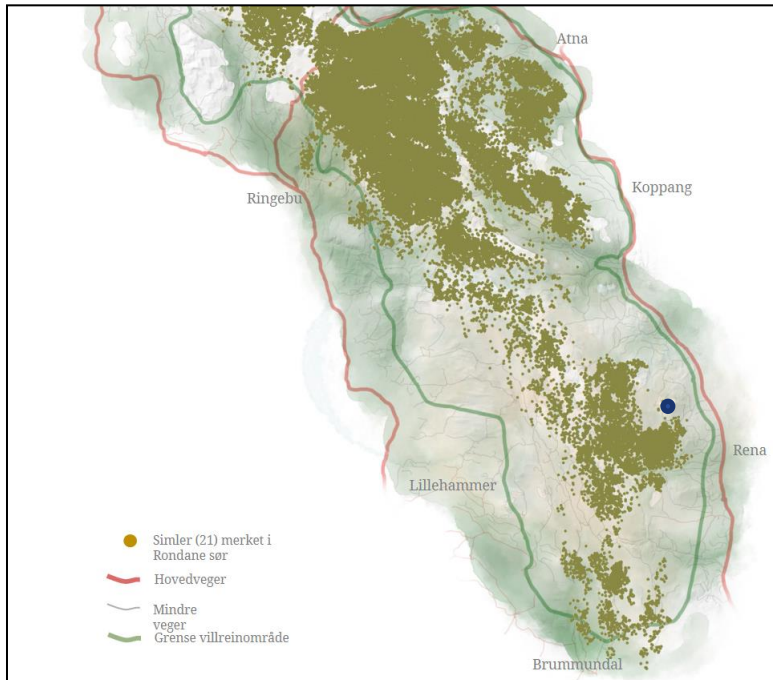 Atna
Koppang
Ringebu
Rena
Lillehammer
Simler (21) merket i
Rondane sør
Hovedveger
Mindre
veger
Grense villreinområde
Brummundal